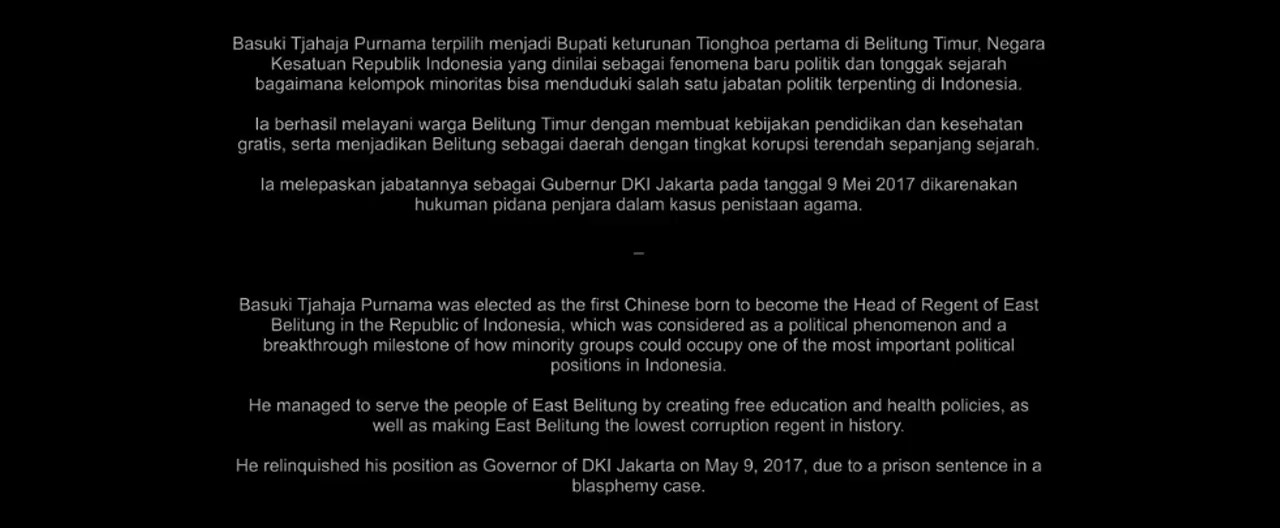 Basuki Tjahaja Purnama terpilih menjadi Bupati keturunan Tionghoa pertama di Belitung Timur, Negara
Kesatuan Republik Indonesia yang dinilai sebagai fenomena baru politik dan tonggak sejarah
bagaimana kelompok minoritas bisa menduduki salah satu jabatan politik terpenting di Indonesia.
Ia berhasil melayani warga Belitung Timur dengan membuat kebijakan pendidikan dan kesehatan
gratis, serta menjadikan Belitung sebagai daerah dengan tingkat korupsi terendah sepanjang sejarah.
Ia melepaskan jabatannya sebagai Gubernur DKI Jakarta pada tanggal 9 Mei 2017 dikarenakan
hukuman pidana penjara dalam kasus penistaan agama.
–
Basuki Tjahaja Purnama was elected as the first Chinese born to become the Head of Regent of East
Belitung in the Republic of Indonesia, which was considered as a political phenomenon and a
breakthrough milestone of how minority groups could occupy one of the most important political
positions in Indonesia.
He managed to serve the people of East Belitung by creating free education and health policies, as
well as making East Belitung the lowest corruption regent in history.
He relinquished his position as Governor of DKI Jakarta on May 9, 2017, due to a prison sentence in a
blasphemy case.